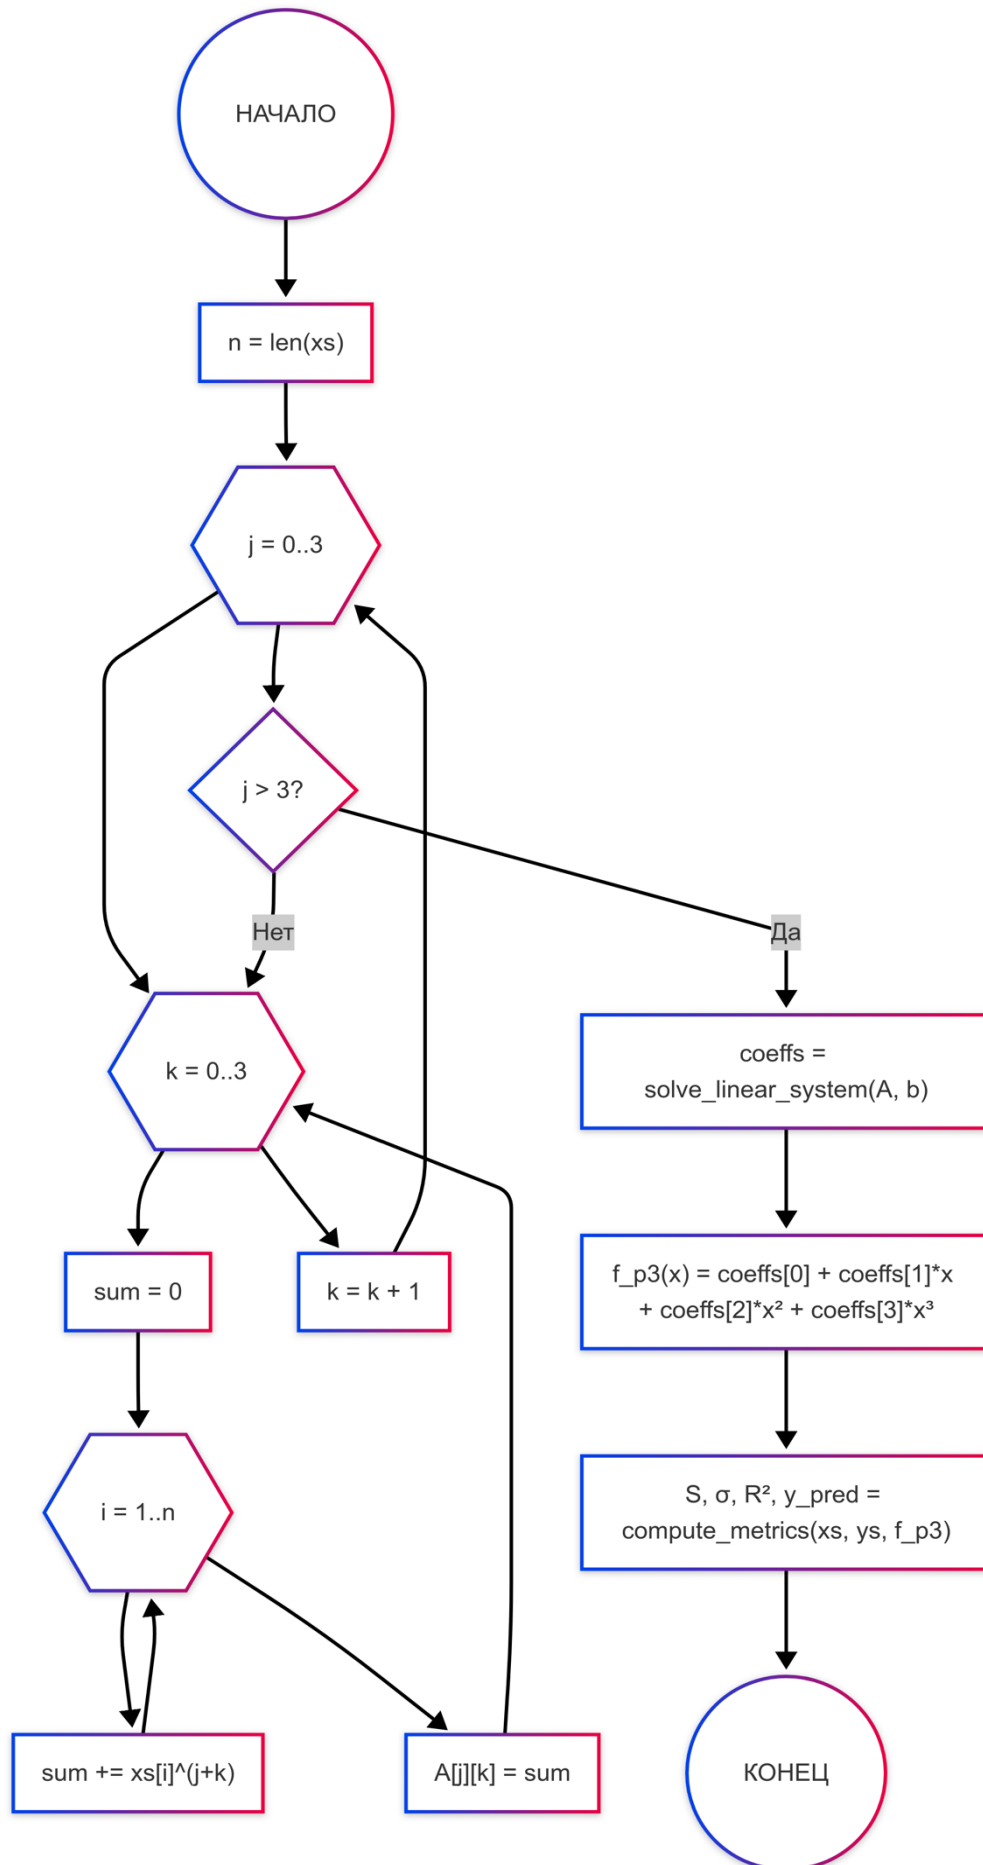 НАЧАЛО
n = len(xs)
j = 0..3
j > 3?
Нет
Да
k = 0..3
coeffs =
solve_linear_system(A, b)
sum = 0
k = k + 1
f_p3(x) = coeffs[0] + coeffs[1]*x
+ coeffs[2]*x² + coeffs[3]*x³
i = 1..n
S, σ, R², y_pred =
compute_metrics(xs, ys, f_p3)
sum += xs[i]^(j+k)
A[j][k] = sum
КОНЕЦ